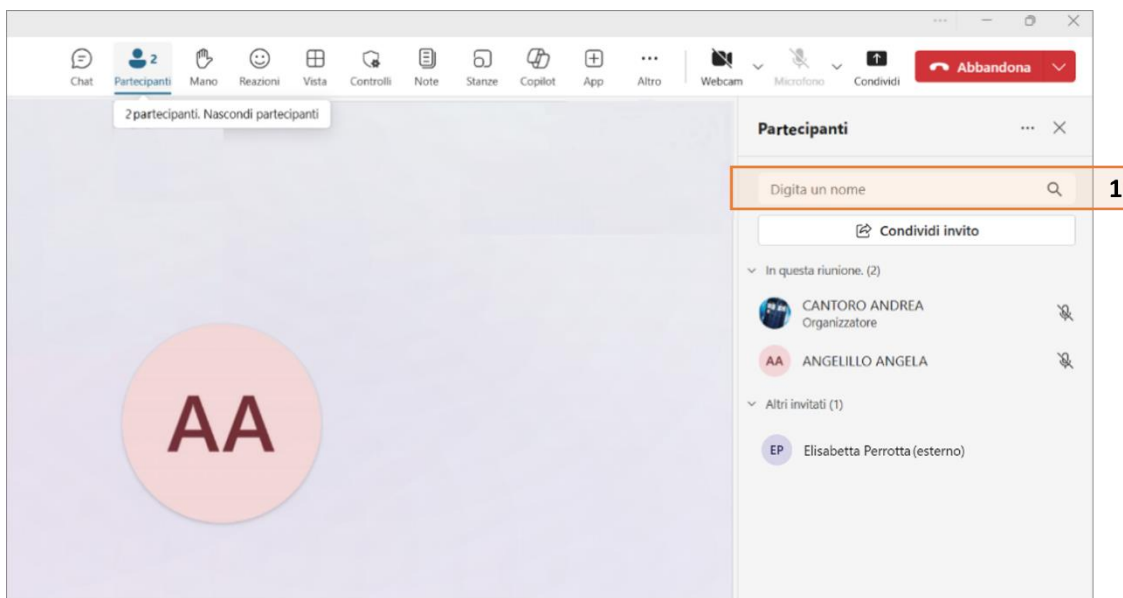 2
Chat Partecipanti Mano Reazioni Vista Controlli Note Stanze Copilot App Altro Webcam Microfono Condividi Abbandona
2 partecipanti. Nascondi partecipanti
Partecipanti
Digita un nome
1
Condividi invito
In questa riunione. (2)
CANTORO ANDREA
Organizzatore
AA ANGELILLO ANGELA
Altri invitati (1)
EP Elisabetta Perrotta (esterno)
AA